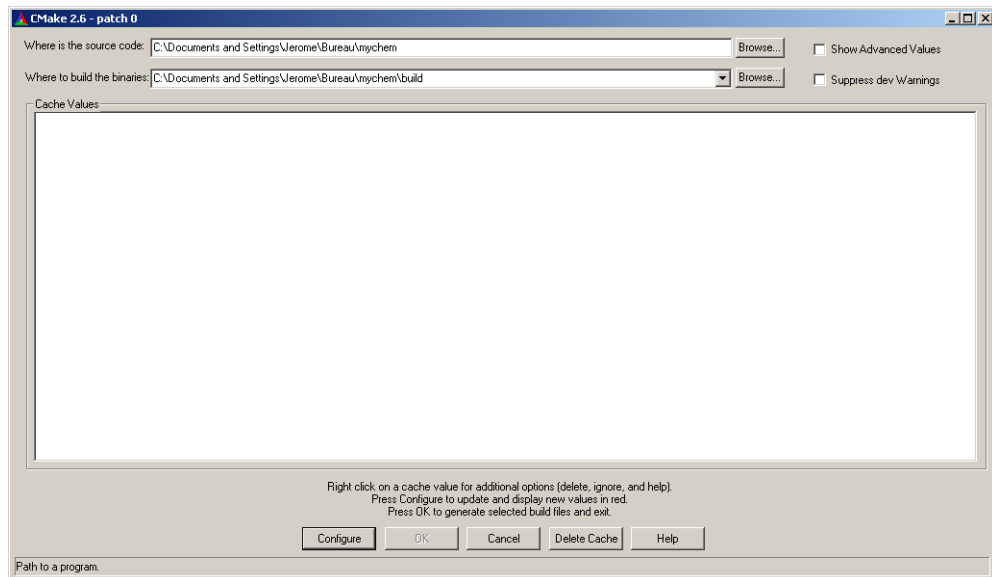 CMake 2.6 - patch 0
Where is the source code: C:\Documents and Settings\Jerome\Bureau\mychem Browse... Show Advanced Values
Where to build the binaries: C:\Documents and Settings\Jerome\Bureau\mychem\build Browse... Suppress dev Warnings
Cache Values
Right click on a cache value for additional options (delete, ignore, and help).
Press Configure to update and display new values in red.
Press OK to generate selected build files and exit.
Configure OK Cancel Delete Cache Help
Path to a program.